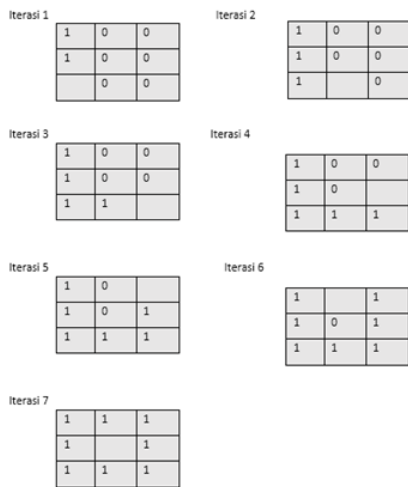 Iterasi 1
1 0 0
1 0 0
0 0
Iterasi 2
1 0 0
1 0 0
1 0
Iterasi 3
1 0 0
1 0 0
1 1
Iterasi 4
1 0 0
1 0
1 1 1
Iterasi 5
1 0
1 0 1
1 1 1
Iterasi 6
1 1
1 0 1
1 1 1
Iterasi 7
1 1 1
1 1
1 1 1